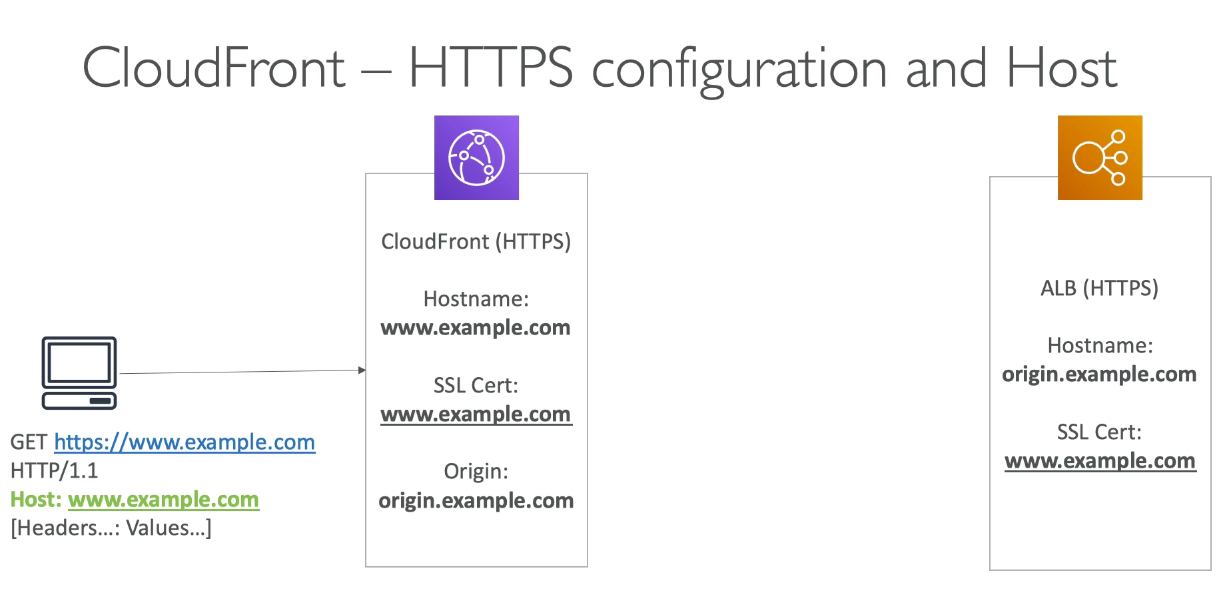 CloudFront – HTTPS configuration and Host
CloudFront (HTTPS)
Hostname:
www.example.com
SSL Cert:
www.example.com
Origin:
origin.example.com
GET https://www.example.com
HTTP/1.1
Host: www.example.com
[Headers...: Values...]
ALB (HTTPS)
Hostname:
origin.example.com
SSL Cert:
www.example.com